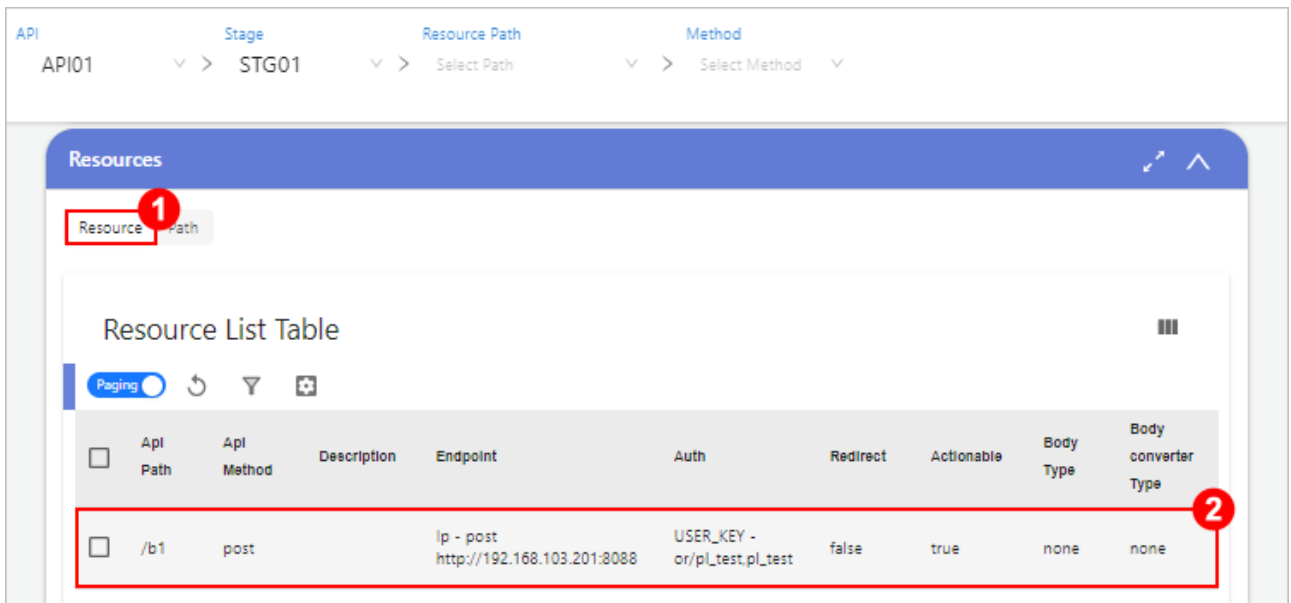 API Stage Resource Path Method
API01 > STG01 > Select Path > Select Method
Resources
1
Resource Path
Resource List Table
Paging
Api Path Api Method Description Endpoint Auth Redirect Actionable Body Type Body converter Type
2
/b1 post Ip - post http://192.168.103.201:8088 USER_KEY - or/pl_test,pl_test false true none none